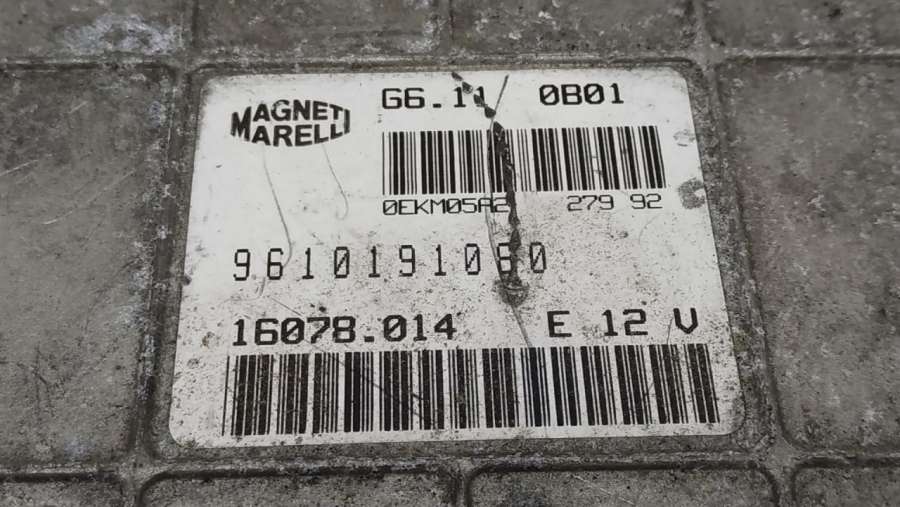 MAGNETI
MARELLI
G6.11 0B01
0EKM05A2 279 92
9610191080
16078.014 E 12 V